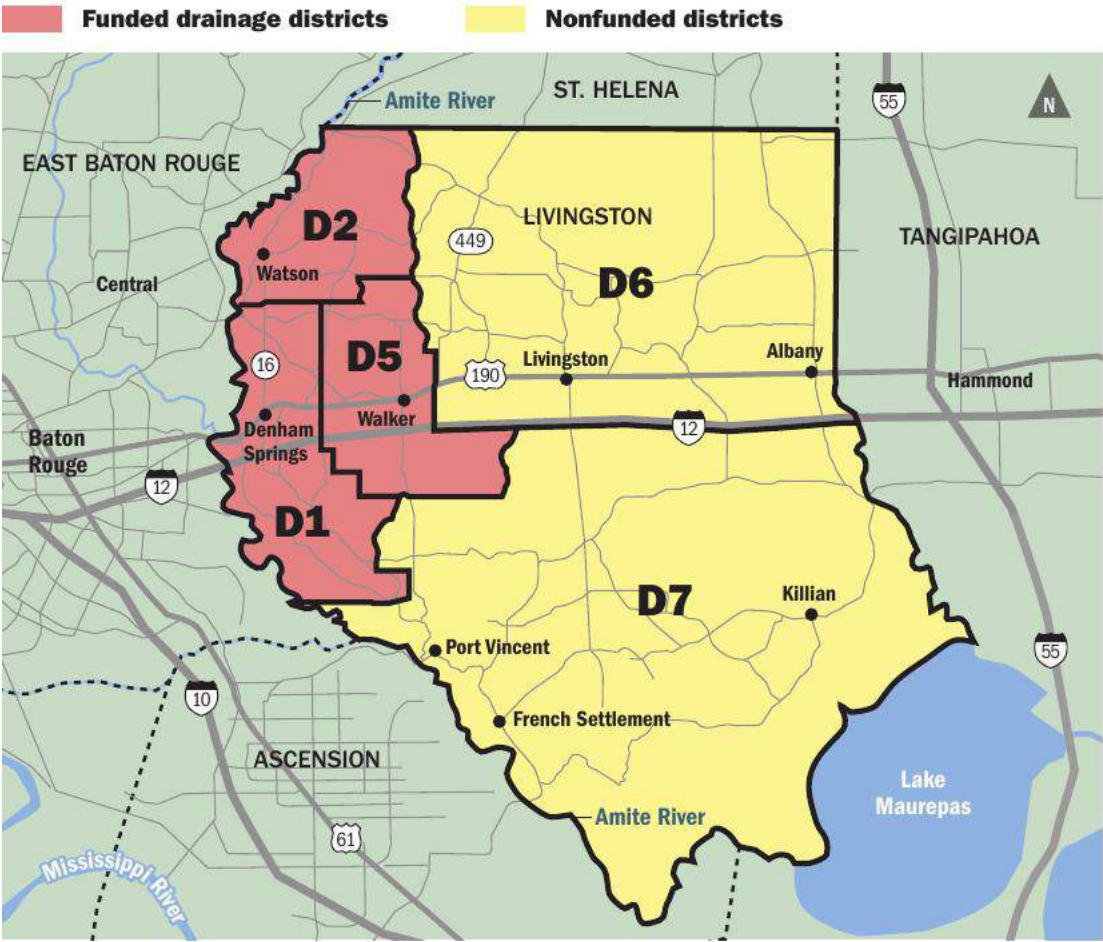 Funded drainage districts
Nonfunded districts
Amite River
ST. HELENA
55
N
EAST BATON ROUGE
D2
LIVINGSTON
449
TANGIPAHOA
Watson
Central
D6
16
D5
190
Livingston
Albany
Hammond
Denham
Springs
Walker
12
Baton
Rouge
12
D1
D7
Killian
Port Vincent
55
10
French Settlement
ASCENSION
Lake
Maurepas
Amite River
61
Mississippi River